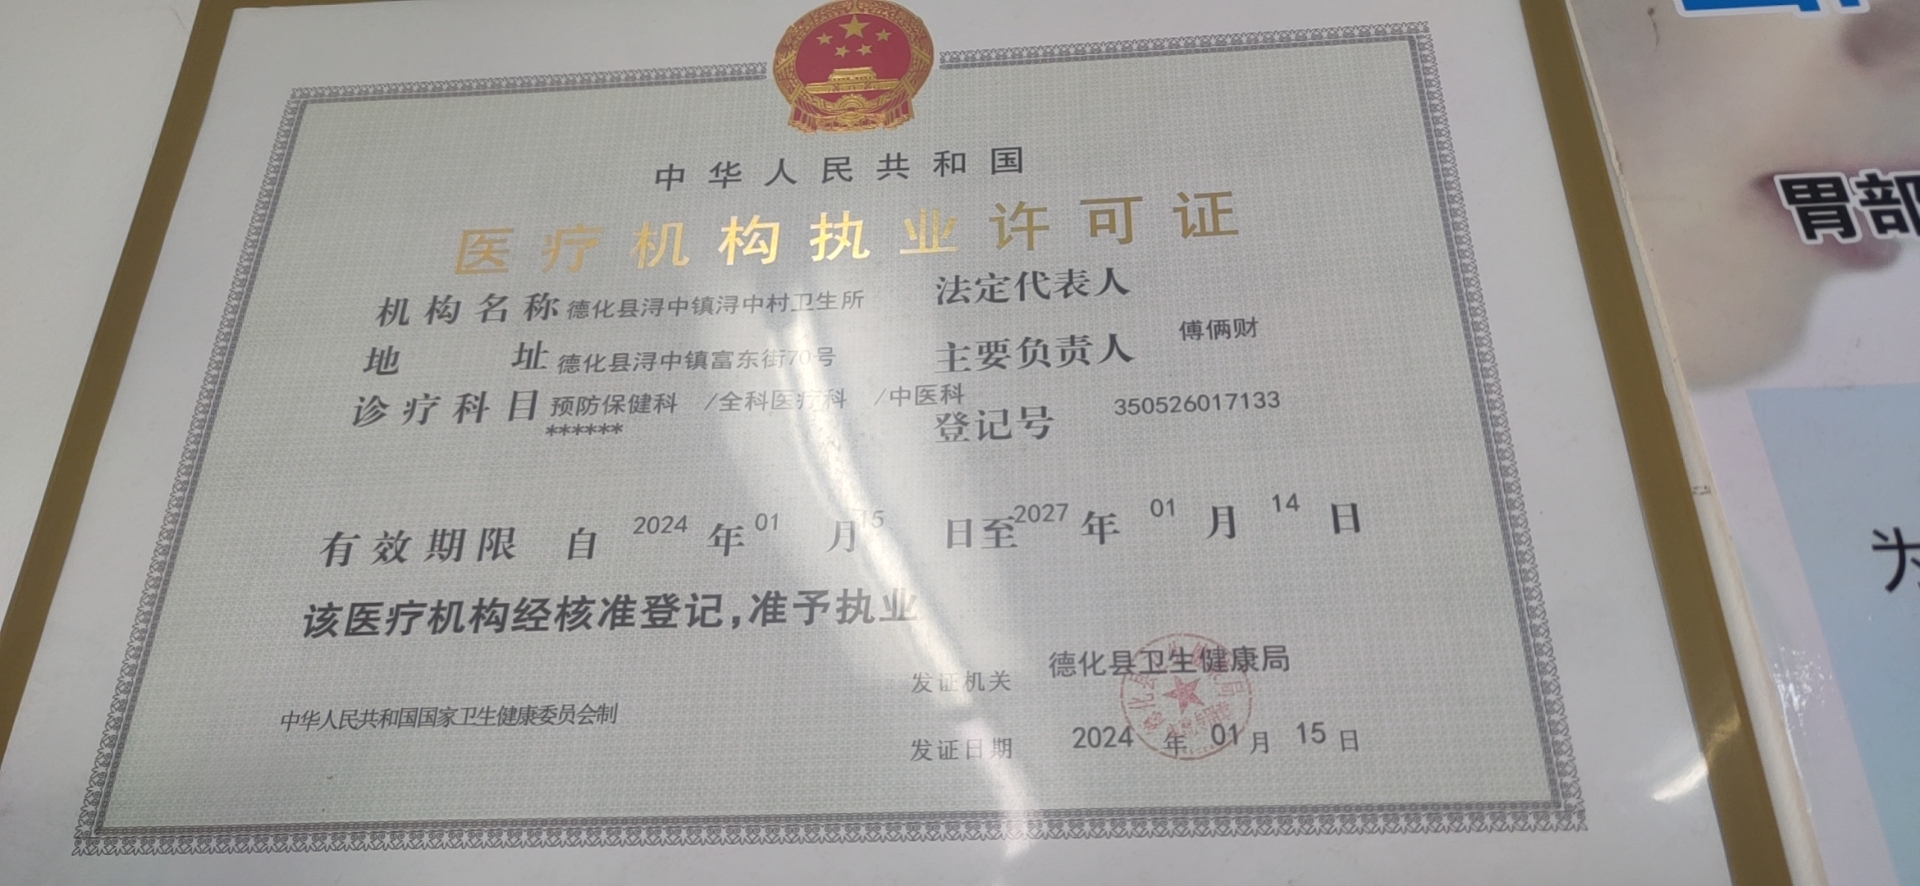 中华人民共和国
医疗机构执业许可证
机构名称 德化县浔中镇浔中村卫生所
法定代表人
地址 德化县浔中镇富东街70号
主要负责人 傅俩财
诊疗科目 预防保健科 /全科医疗科 /中医科
******
登记号 350526017133
有效期限 自 2024 年 01 月 15 日至 2027 年 01 月 14 日
该医疗机构经核准登记,准予执业
发证机关 德化县卫生健康局
中华人民共和国国家卫生健康委员会制
发证日期 2024 年 01 月 15 日
胃部
为